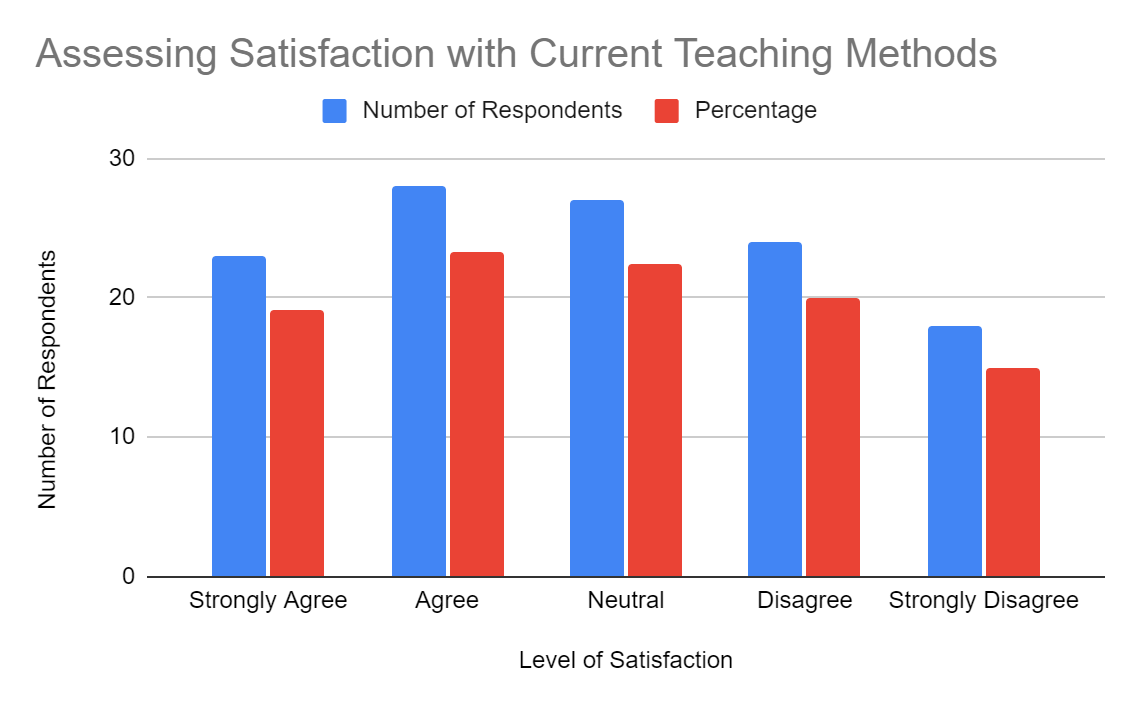 Assessing Satisfaction with Current Teaching Methods
Number of Respondents
Percentage
Number of Respondents
30
20
10
0
Strongly Agree
Agree
Neutral
Disagree
Strongly Disagree
Level of Satisfaction